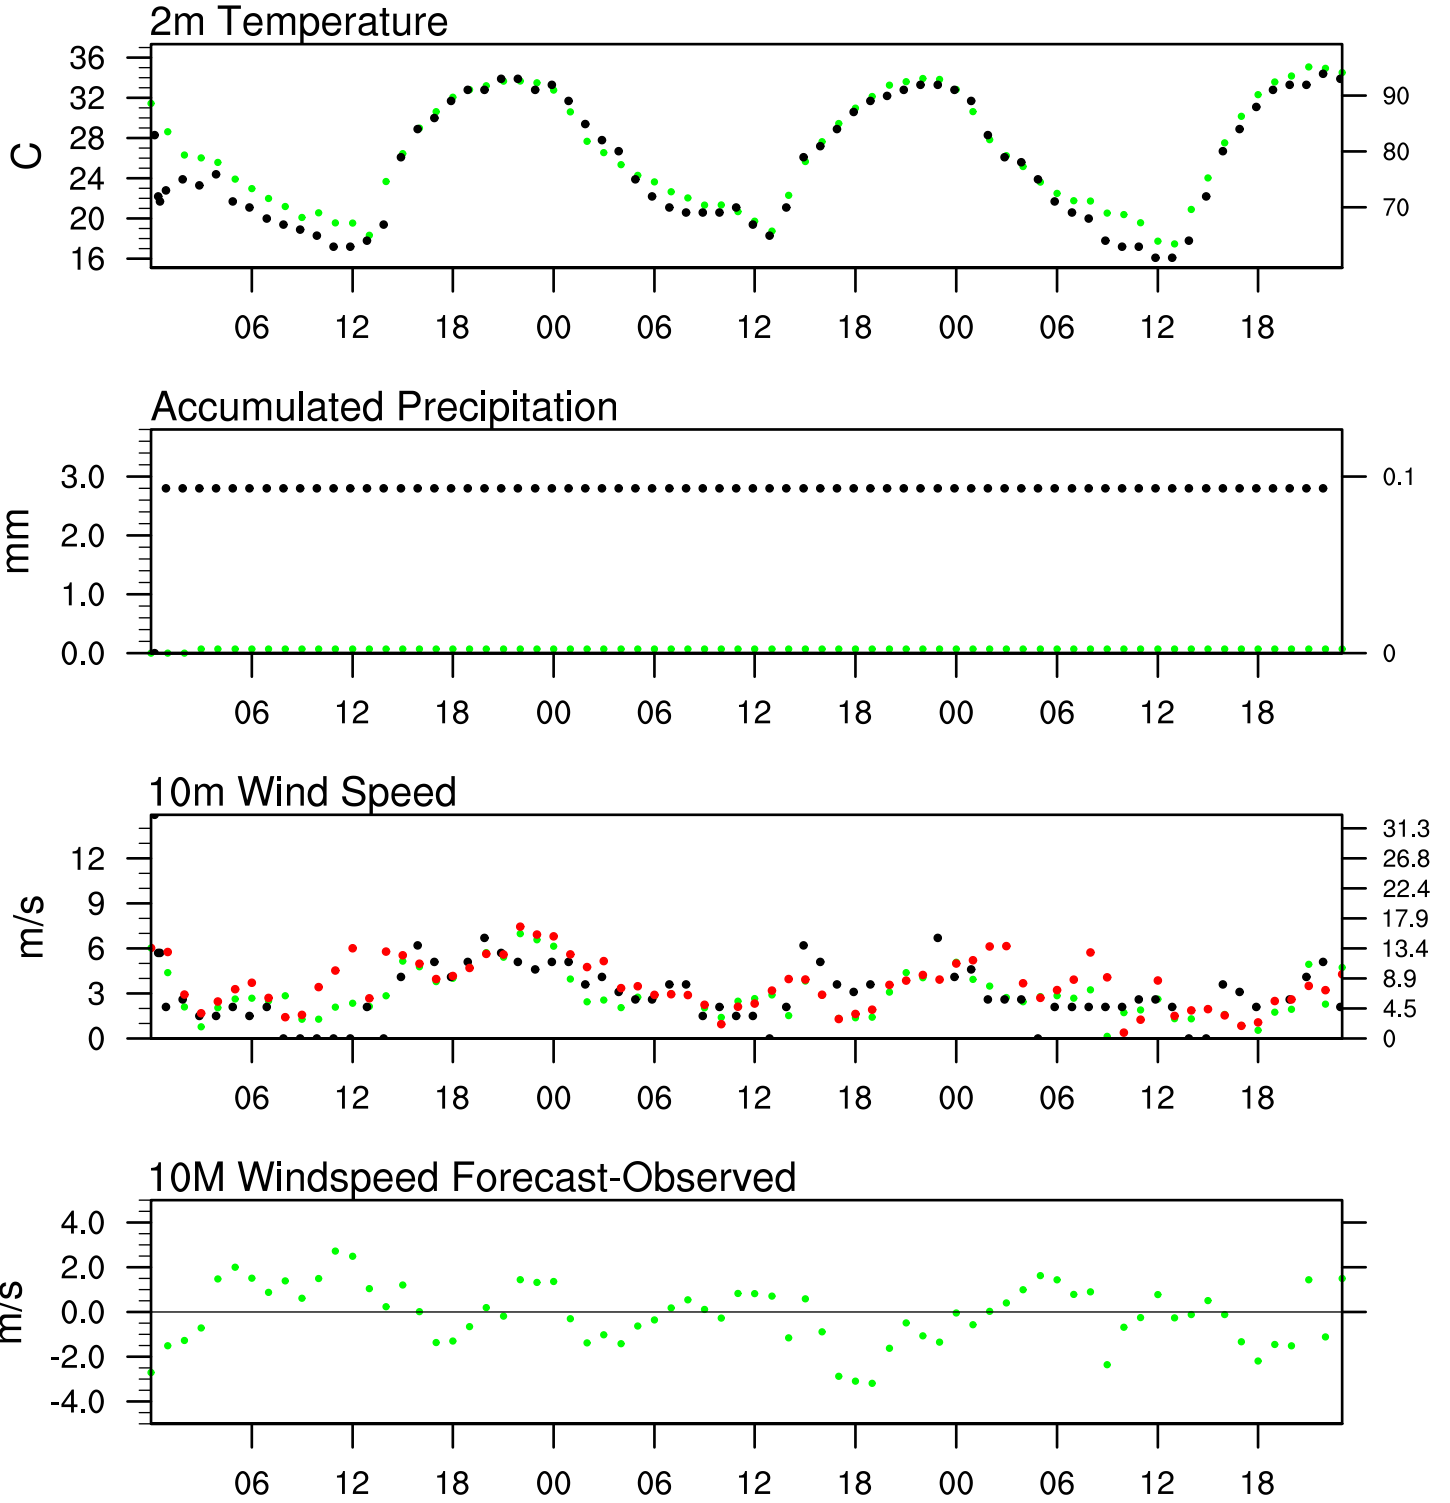 2m Temperature
36
32
28
24
20
16
C
90
80
70
06 12 18 00 06 12 18 00 06 12 18
Accumulated Precipitation
3.0
2.0
1.0
0.0
mm
0.1
0
06 12 18 00 06 12 18 00 06 12 18
10m Wind Speed
12
9
6
3
0
m/s
31.3
26.8
22.4
17.9
13.4
8.9
4.5
0
06 12 18 00 06 12 18 00 06 12 18
10M Windspeed Forecast-Observed
4.0
2.0
0.0
-2.0
-4.0
m/s
06 12 18 00 06 12 18 00 06 12 18